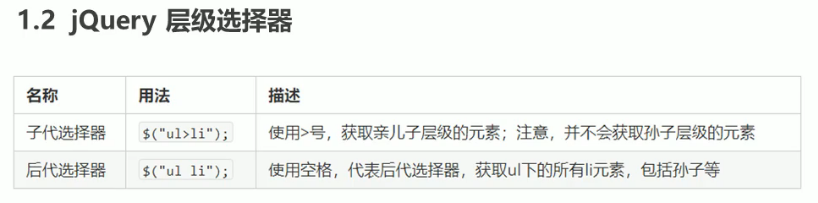 1.2 jQuery 层级选择器
名称 用法 描述
子代选择器 $("ul>li"); 使用>号，获取亲儿子层级的元素；注意，并不会获取孙子层级的元素
后代选择器 $("ul li"); 使用空格，代表后代选择器，获取ul下的所有li元素，包括孙子等